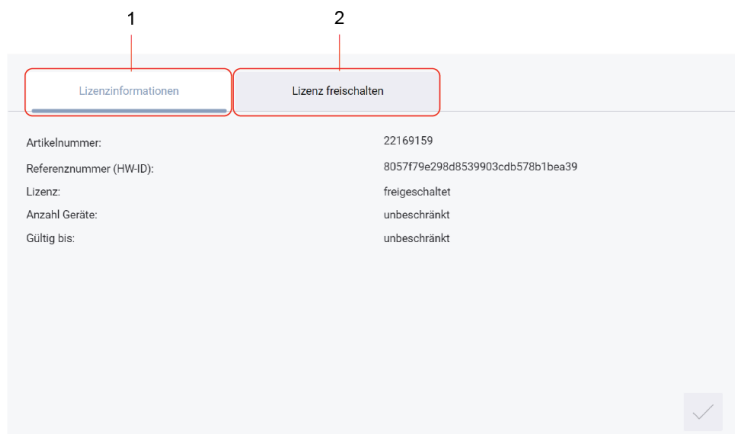 1 2
Lizenzinformationen Lizenz freischalten
Artikelnummer: 22169159
Referenznummer (HW-ID): 8057f79e298d8539903cdb578b1bea39
Lizenz: freigeschaltet
Anzahl Geräte: unbeschränkt
Gültig bis: unbeschränkt